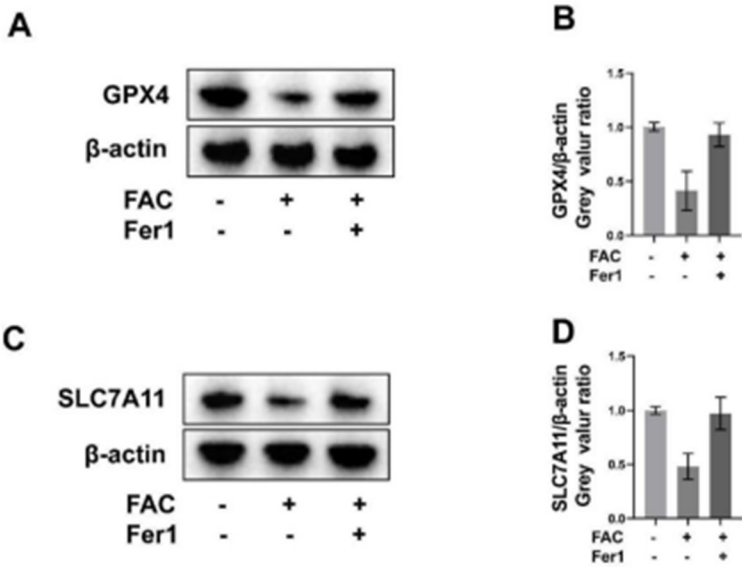 A
GPX4
β-actin
FAC - + +
Fer1 - - +
B
GPX4/β-actin
Grey valur ratio
1.5
1.0
0.5
0.0
FAC - + +
Fer1 - - +
C
SLC7A11
β-actin
FAC - + +
Fer1 - - +
D
SLC7A11/β-actin
Grey valur ratio
1.5
1.0
0.5
0.0
FAC - + +
Fer1 - - +